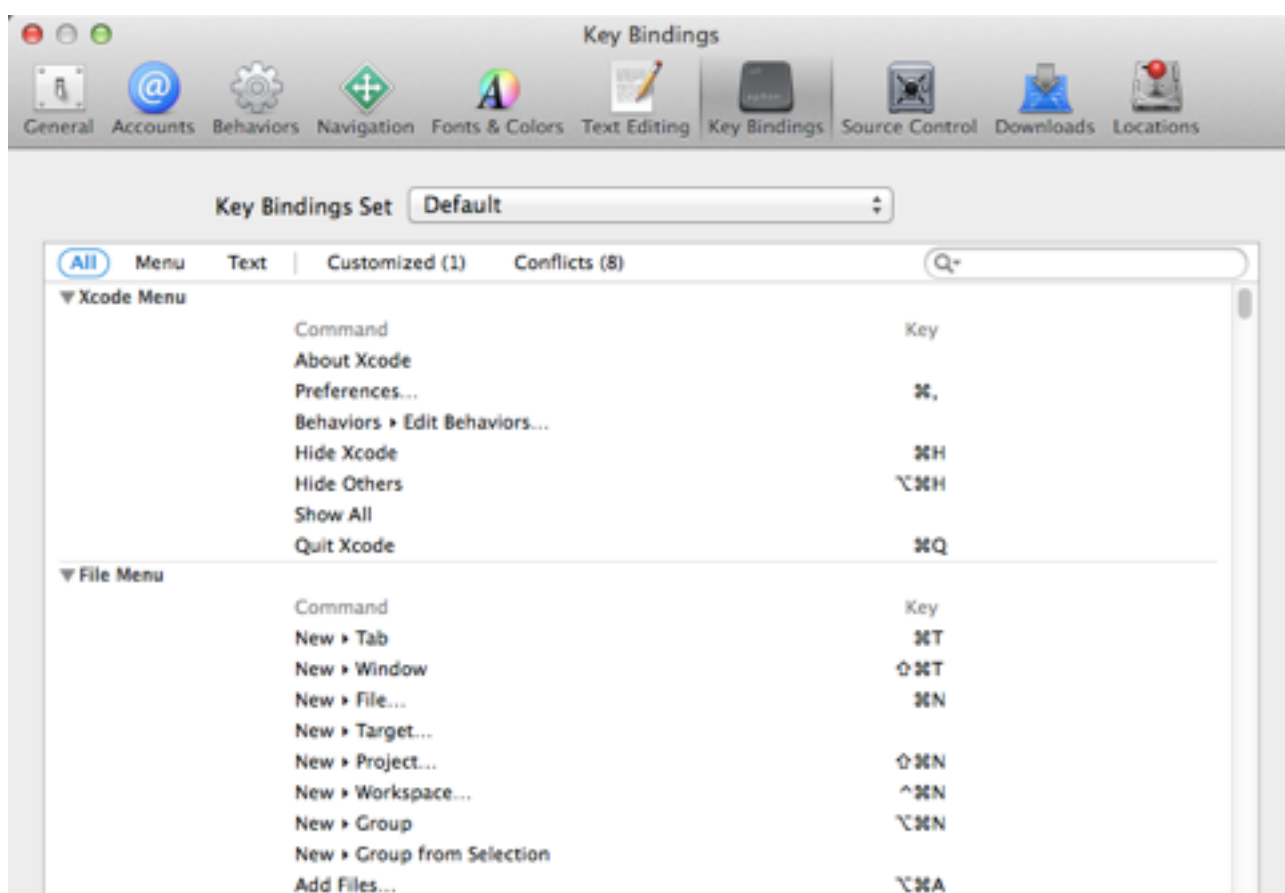 Key Bindings
General Accounts Behaviors Navigation Fonts & Colors Text Editing Key Bindings Source Control Downloads Locations
Key Bindings Set Default
All Menu Text Customized (1) Conflicts (8)
▼ Xcode Menu
Command Key
About Xcode
Preferences... ⌘,
Behaviors ▸ Edit Behaviors...
Hide Xcode ⌘H
Hide Others ⌥⌘H
Show All
Quit Xcode ⌘Q
▼ File Menu
Command Key
New ▸ Tab ⌘T
New ▸ Window ⇧⌘T
New ▸ File... ⌘N
New ▸ Target...
New ▸ Project... ⇧⌘N
New ▸ Workspace... ^⌘N
New ▸ Group ⌥⌘N
New ▸ Group from Selection
Add Files... ⌥⌘A